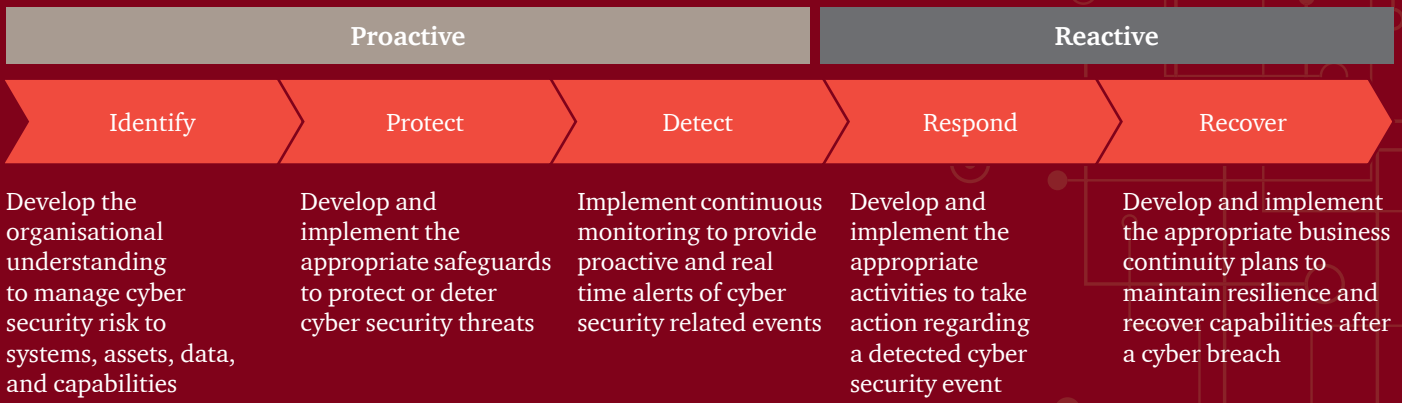 Proactive
Reactive
Identify
Protect
Detect
Respond
Recover
Develop the
organisational
understanding
to manage cyber
security risk to
systems, assets, data,
and capabilities
Develop and
implement the
appropriate safeguards
to protect or deter
cyber security threats
Implement continuous
monitoring to provide
proactive and real
time alerts of cyber
security related events
Develop and
implement the
appropriate
activities to take
action regarding
a detected cyber
security event
Develop and implement
the appropriate business
continuity plans to
maintain resilience and
recover capabilities after
a cyber breach